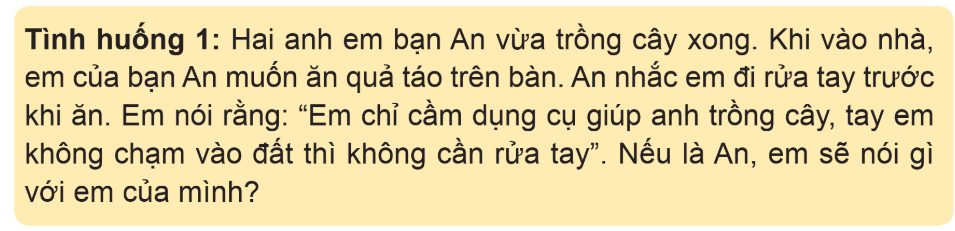 Tình huống 1: Hai anh em bạn An vừa trồng cây xong. Khi vào nhà,
em của bạn An muốn ăn quả táo trên bàn. An nhắc em đi rửa tay trước
khi ăn. Em nói rằng: “Em chỉ cầm dụng cụ giúp anh trồng cây, tay em
không chạm vào đất thì không cần rửa tay”. Nếu là An, em sẽ nói gì
với em của mình?